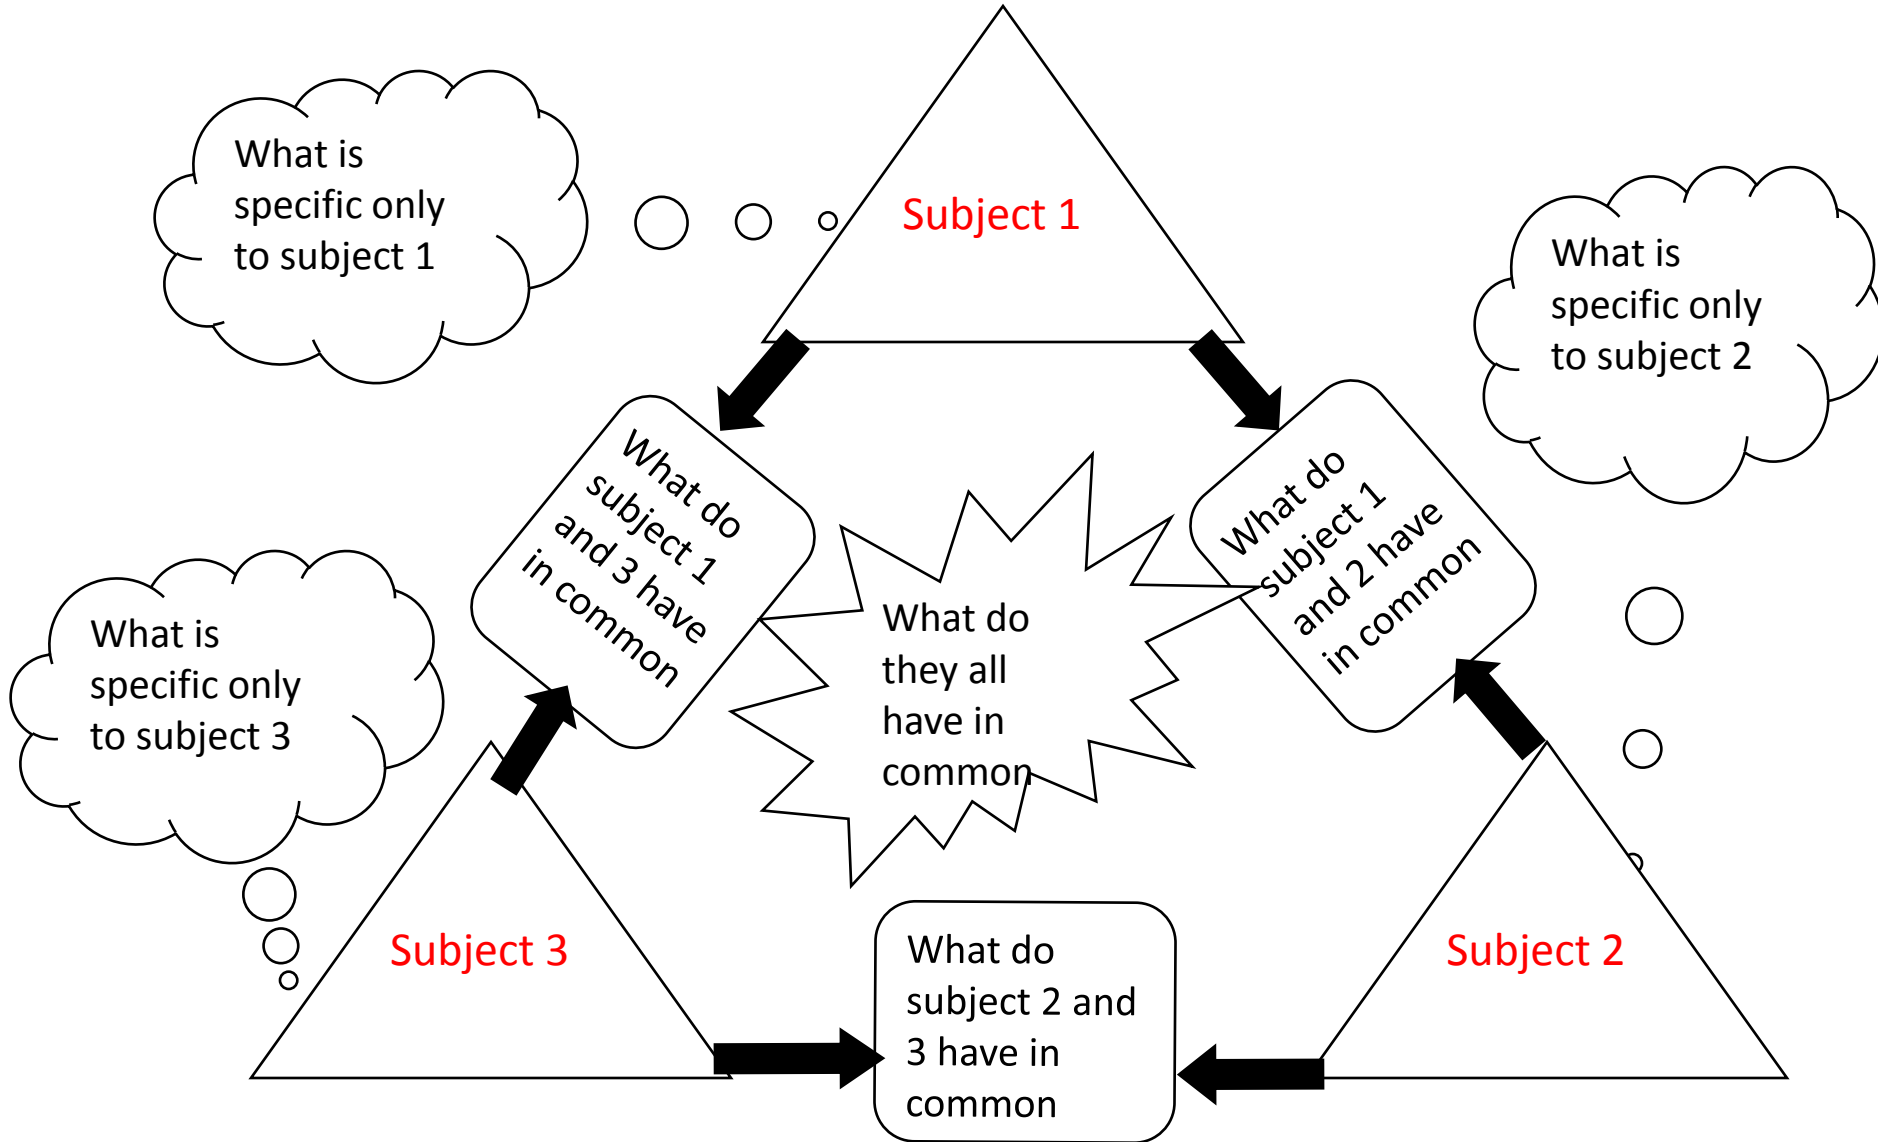 What is
specific only
to subject 1
Subject 1
What is
specific only
to subject 2
What do
subject 1
and 3 have
in common
What do
subject 1
and 2 have
in common
What do
they all
have in
common
What is
specific only
to subject 3
Subject 3
What do
subject 2 and
3 have in
common
Subject 2